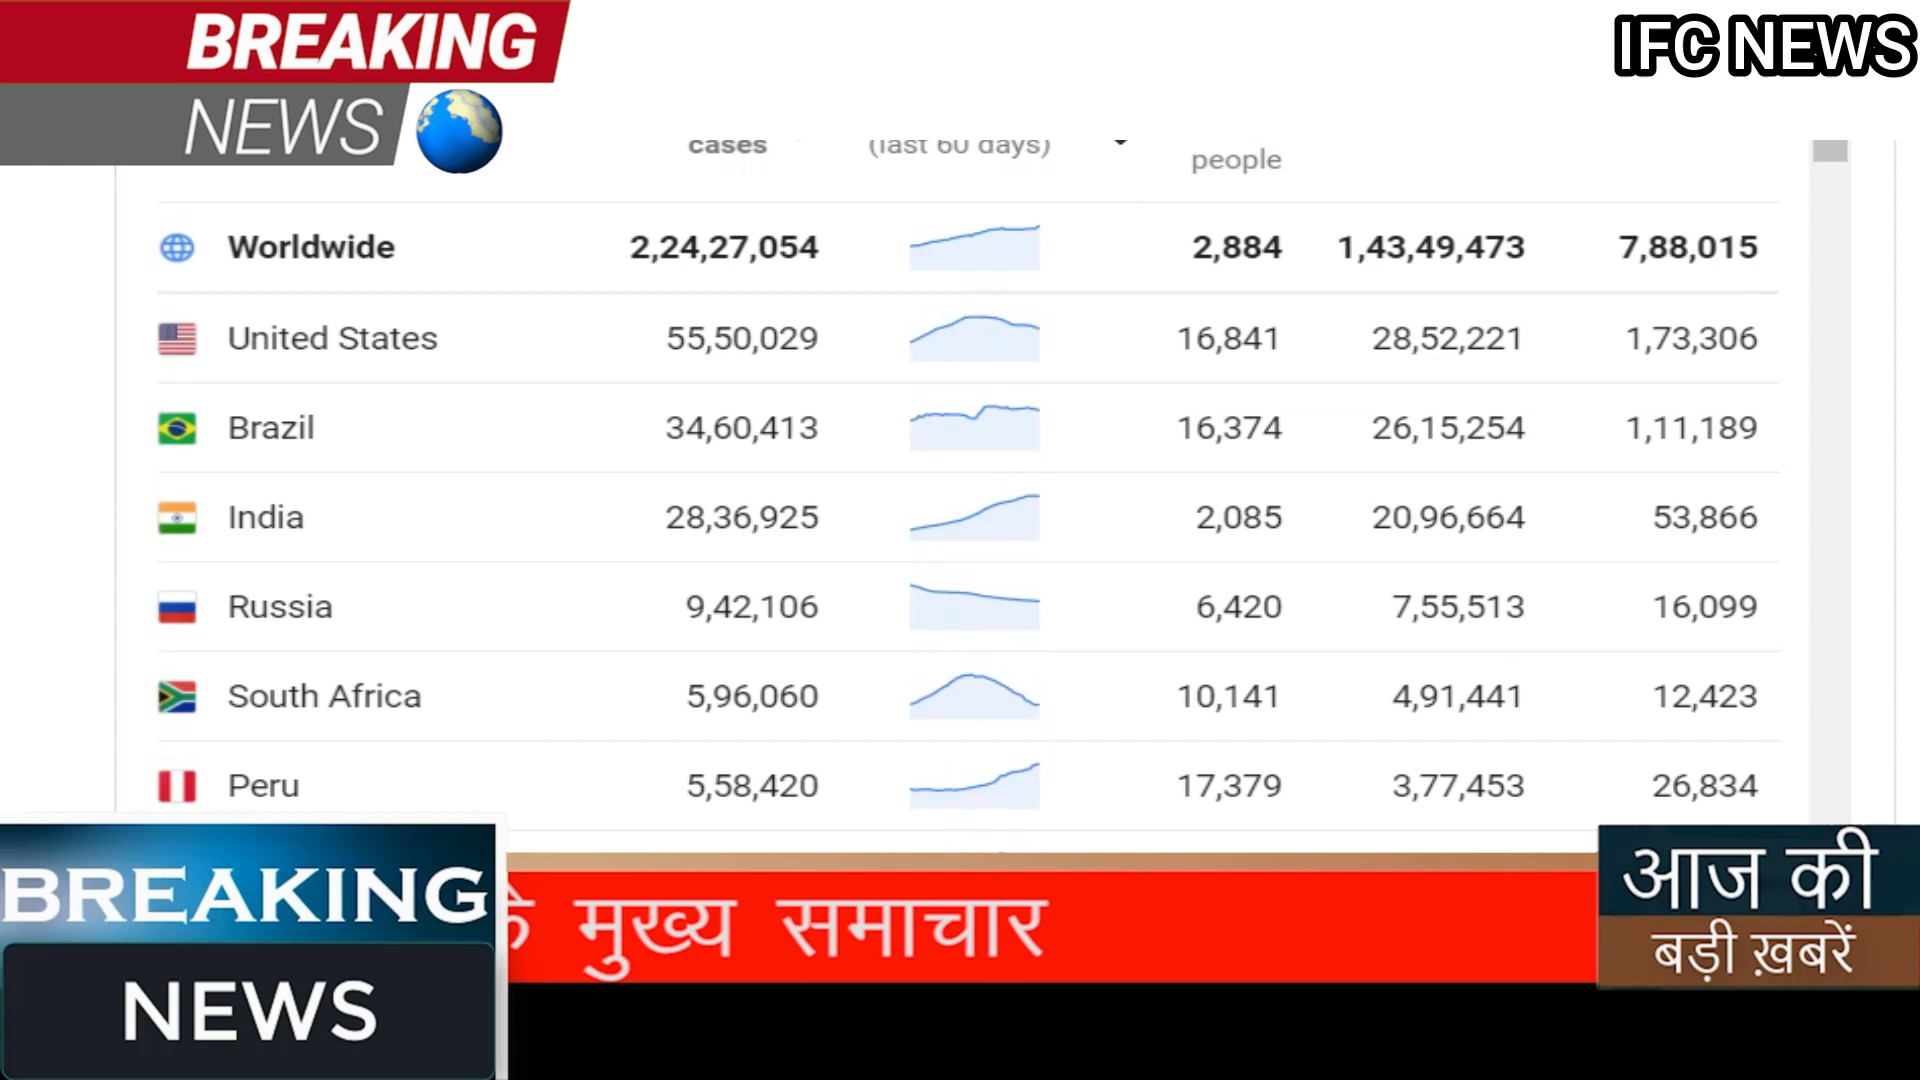 BREAKING
NEWS
IFC NEWS
cases (last 60 days)
people
Worldwide 2,24,27,054 2,884 1,43,49,473 7,88,015
United States 55,50,029 16,841 28,52,221 1,73,306
Brazil 34,60,413 16,374 26,15,254 1,11,189
India 28,36,925 2,085 20,96,664 53,866
Russia 9,42,106 6,420 7,55,513 16,099
South Africa 5,96,060 10,141 4,91,441 12,423
Peru 5,58,420 17,379 3,77,453 26,834
BREAKING
NEWS
के मुख्य समाचार
आज की
बड़ी ख़बरें